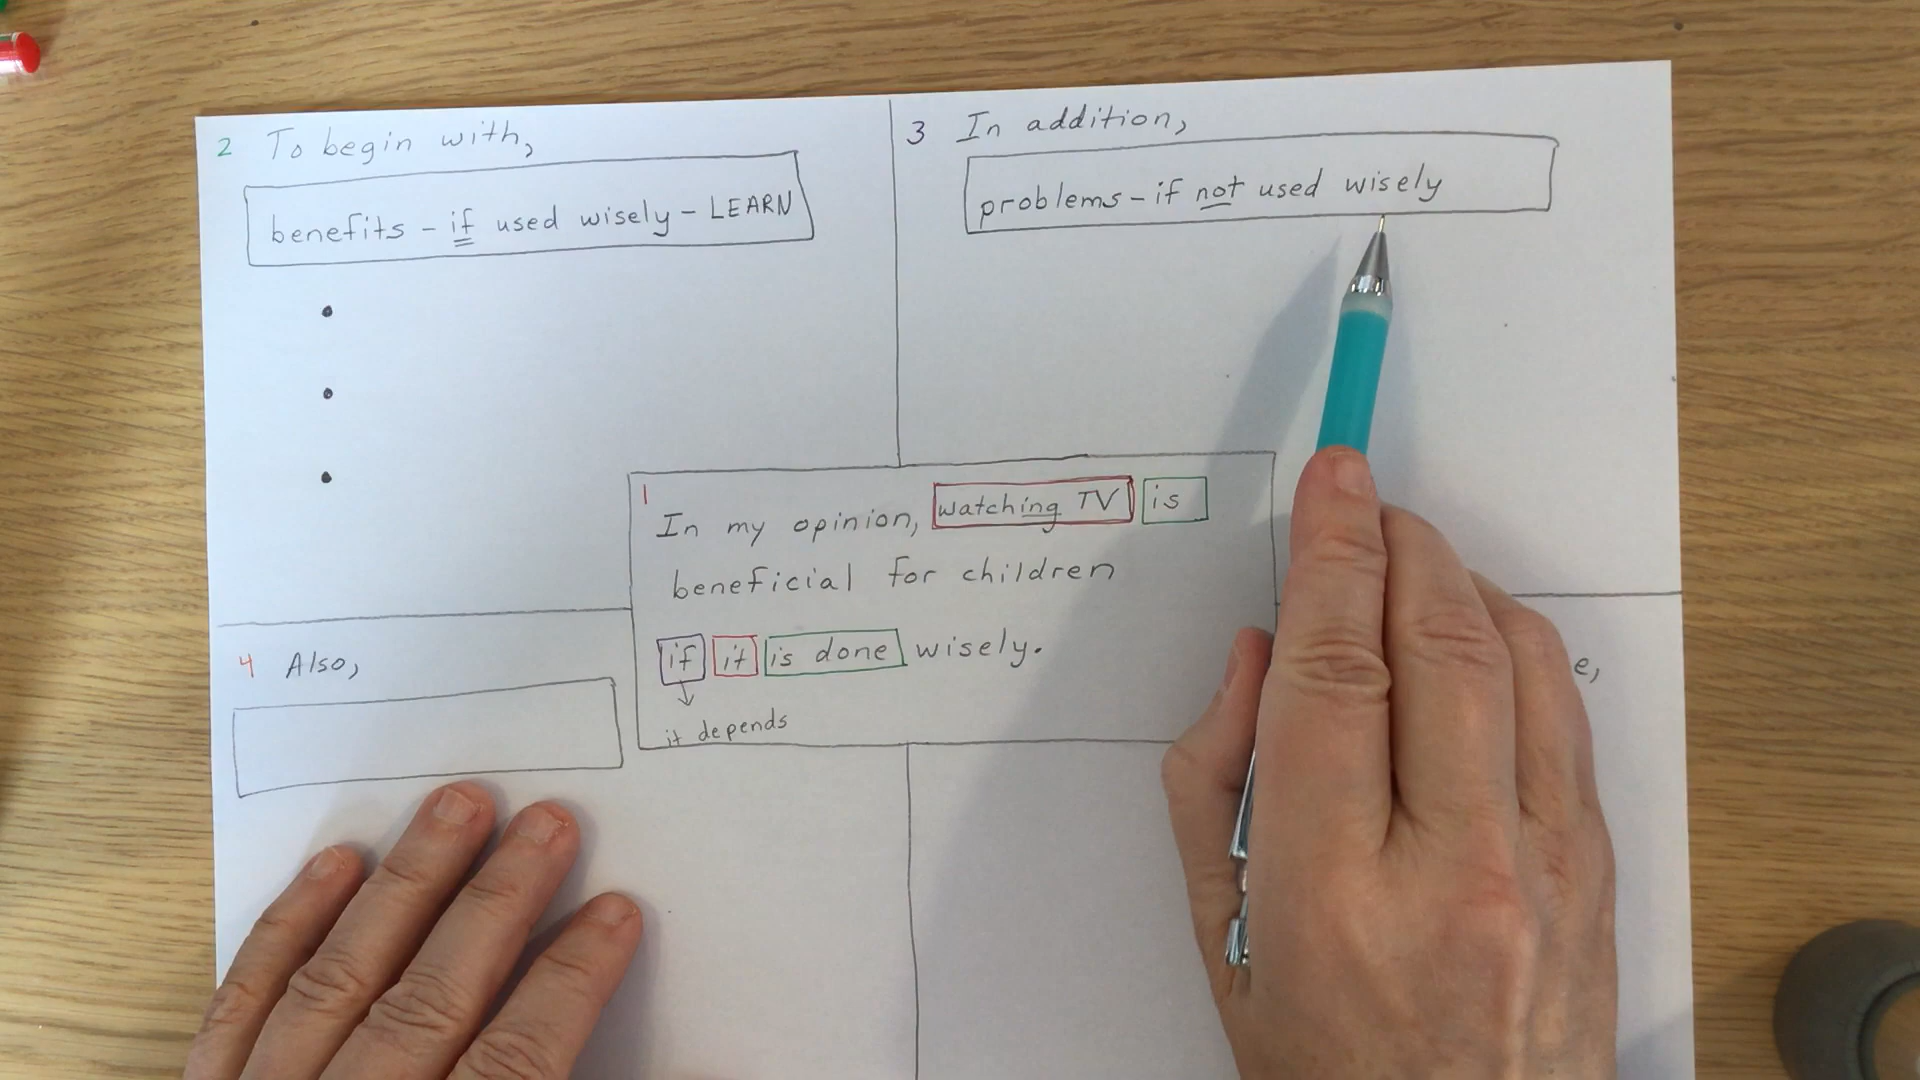 2 To begin with,
benefits - if used wisely - LEARN
3 In addition,
problems - if not used wisely
1
In my opinion, watching TV is
beneficial for children
if it is done wisely.
it depends
4 Also,